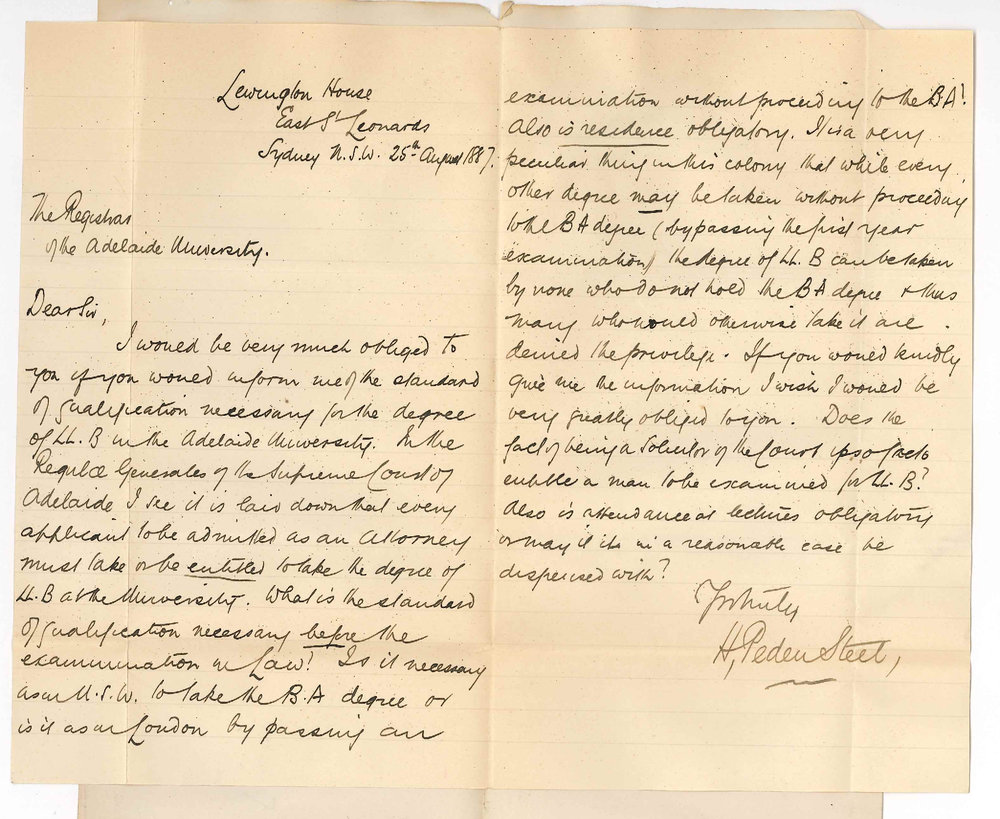 Lewington House
East St Leonards
Sydney N.S.W. 25th August 1887.
The Registrar
of the Adelaide University.
Dear Sir,
I would be very much obliged to
you if you would inform me of the standard
of qualification necessary for the degree
of LL.B in the Adelaide University. In the
Regulæ Generales of the Supreme Court of
Adelaide I see it is laid down that every
applicant to be admitted as an Attorney
must take or be entitled to take the degree of
LL.B at the University. What is the standard
of qualification necessary before the
examination in Law? Is it necessary
as in N.S.W. to take the B.A degree or
is it as in London by passing an
examination without proceeding to the BA?
Also is residence obligatory. It is a very
peculiar thing in this colony that while every
other degree may be taken without proceeding
to the BA degree (by passing the first year
examination) the degree of LL.B can be taken
by none who do not hold the BA degree & thus
many who would otherwise take it are
denied the privilege. If you would kindly
give me the information I wish I would be
very greatly obliged to you. Does the
fact of being a Solicitor of the Court ipso facto
entitle a man to be examined for LL.B?
Also is attendance at lectures obligatory
or may it in a reasonable case be
dispensed with?
Yrs truly
H. Peden Steel,